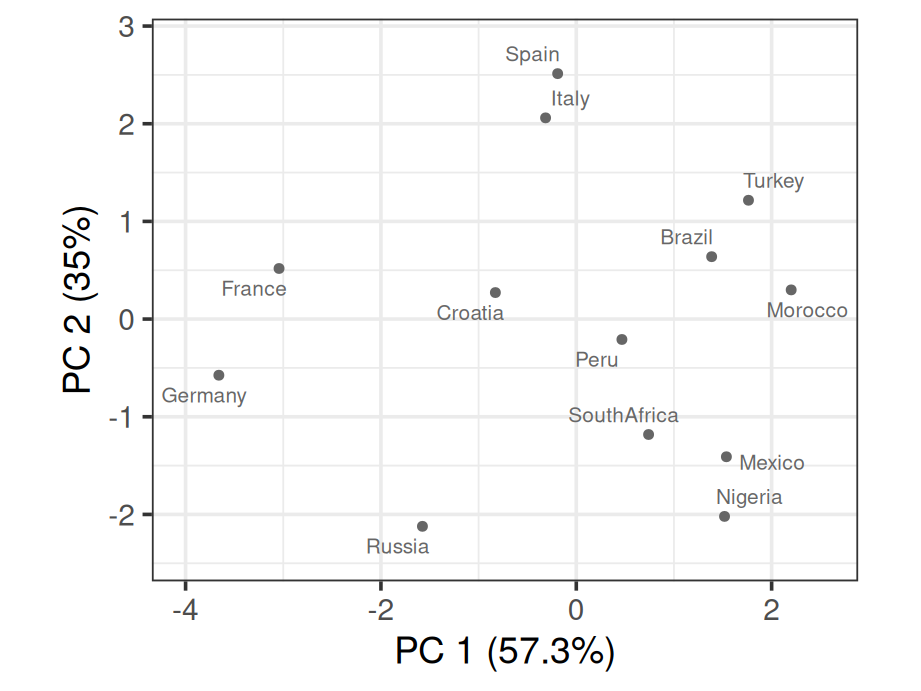 3
Spain
Italy
2
Turkey
1
Brazil
France
Croatia
Morocco
0
Peru
Germany
SouthAfrica
-1
Mexico
Nigeria
-2
Russia
-4
-2
0
2
PC 1 (57.3%)
PC 2 (35%)